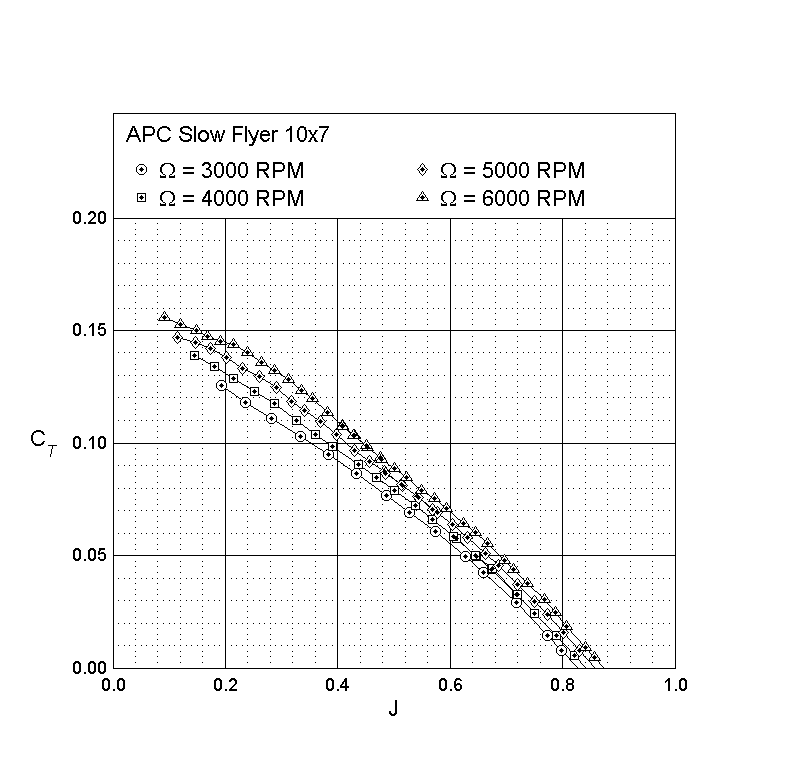 APC Slow Flyer 10x7
Ω = 3000 RPM
Ω = 4000 RPM
Ω = 5000 RPM
Ω = 6000 RPM
0.20
0.15
0.10
0.05
0.00
C_T
0.0 0.2 0.4 0.6 0.8 1.0
J